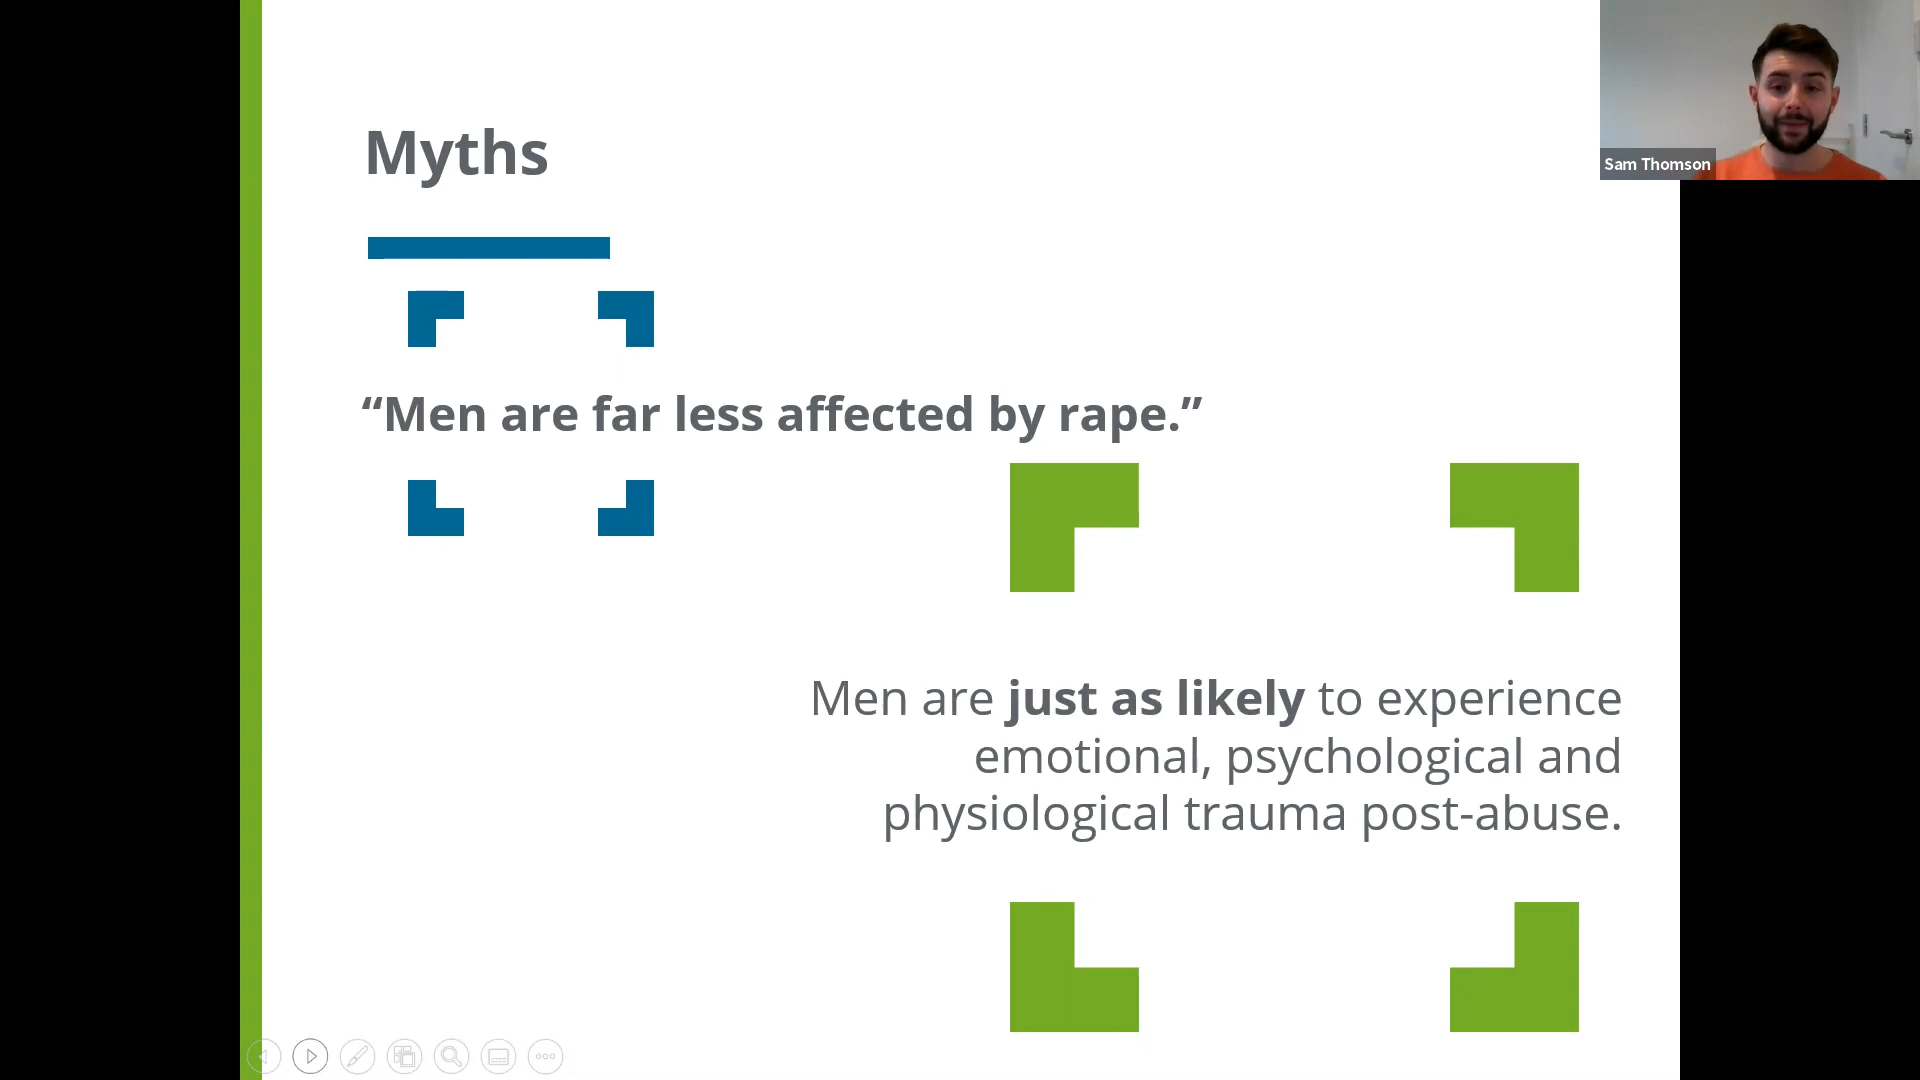 Myths
“Men are far less affected by rape.”
Men are just as likely to experience
emotional, psychological and
physiological trauma post-abuse.
Sam Thomson